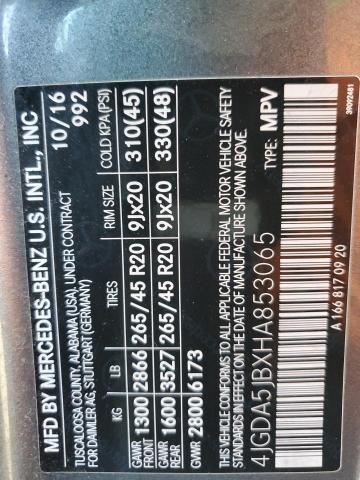 MFD BY MERCEDES-BENZ U.S. INTL., INC 10/16
TUSCALOOSA COUNTY, ALABAMA (USA), UNDER CONTRACT 992
FOR DAIMLER AG, STUTTGART (GERMANY)
KG LB TIRES RIM SIZE COLD KPA(PSI)
GAWR FRONT 1300 2866 265/45 R20 9Jx20 310(45)
GAWR REAR 1600 3527 265/45 R20 9Jx20 330(48)
GVWR 2800 6173
THIS VEHICLE CONFORMS TO ALL APPLICABLE FEDERAL MOTOR VEHICLE SAFETY
STANDARDS IN EFFECT ON THE DATE OF MANUFACTURE SHOWN ABOVE.
4JGDA5JBXHA853065 TYPE: MPV
A 166 817 09 20
39092481